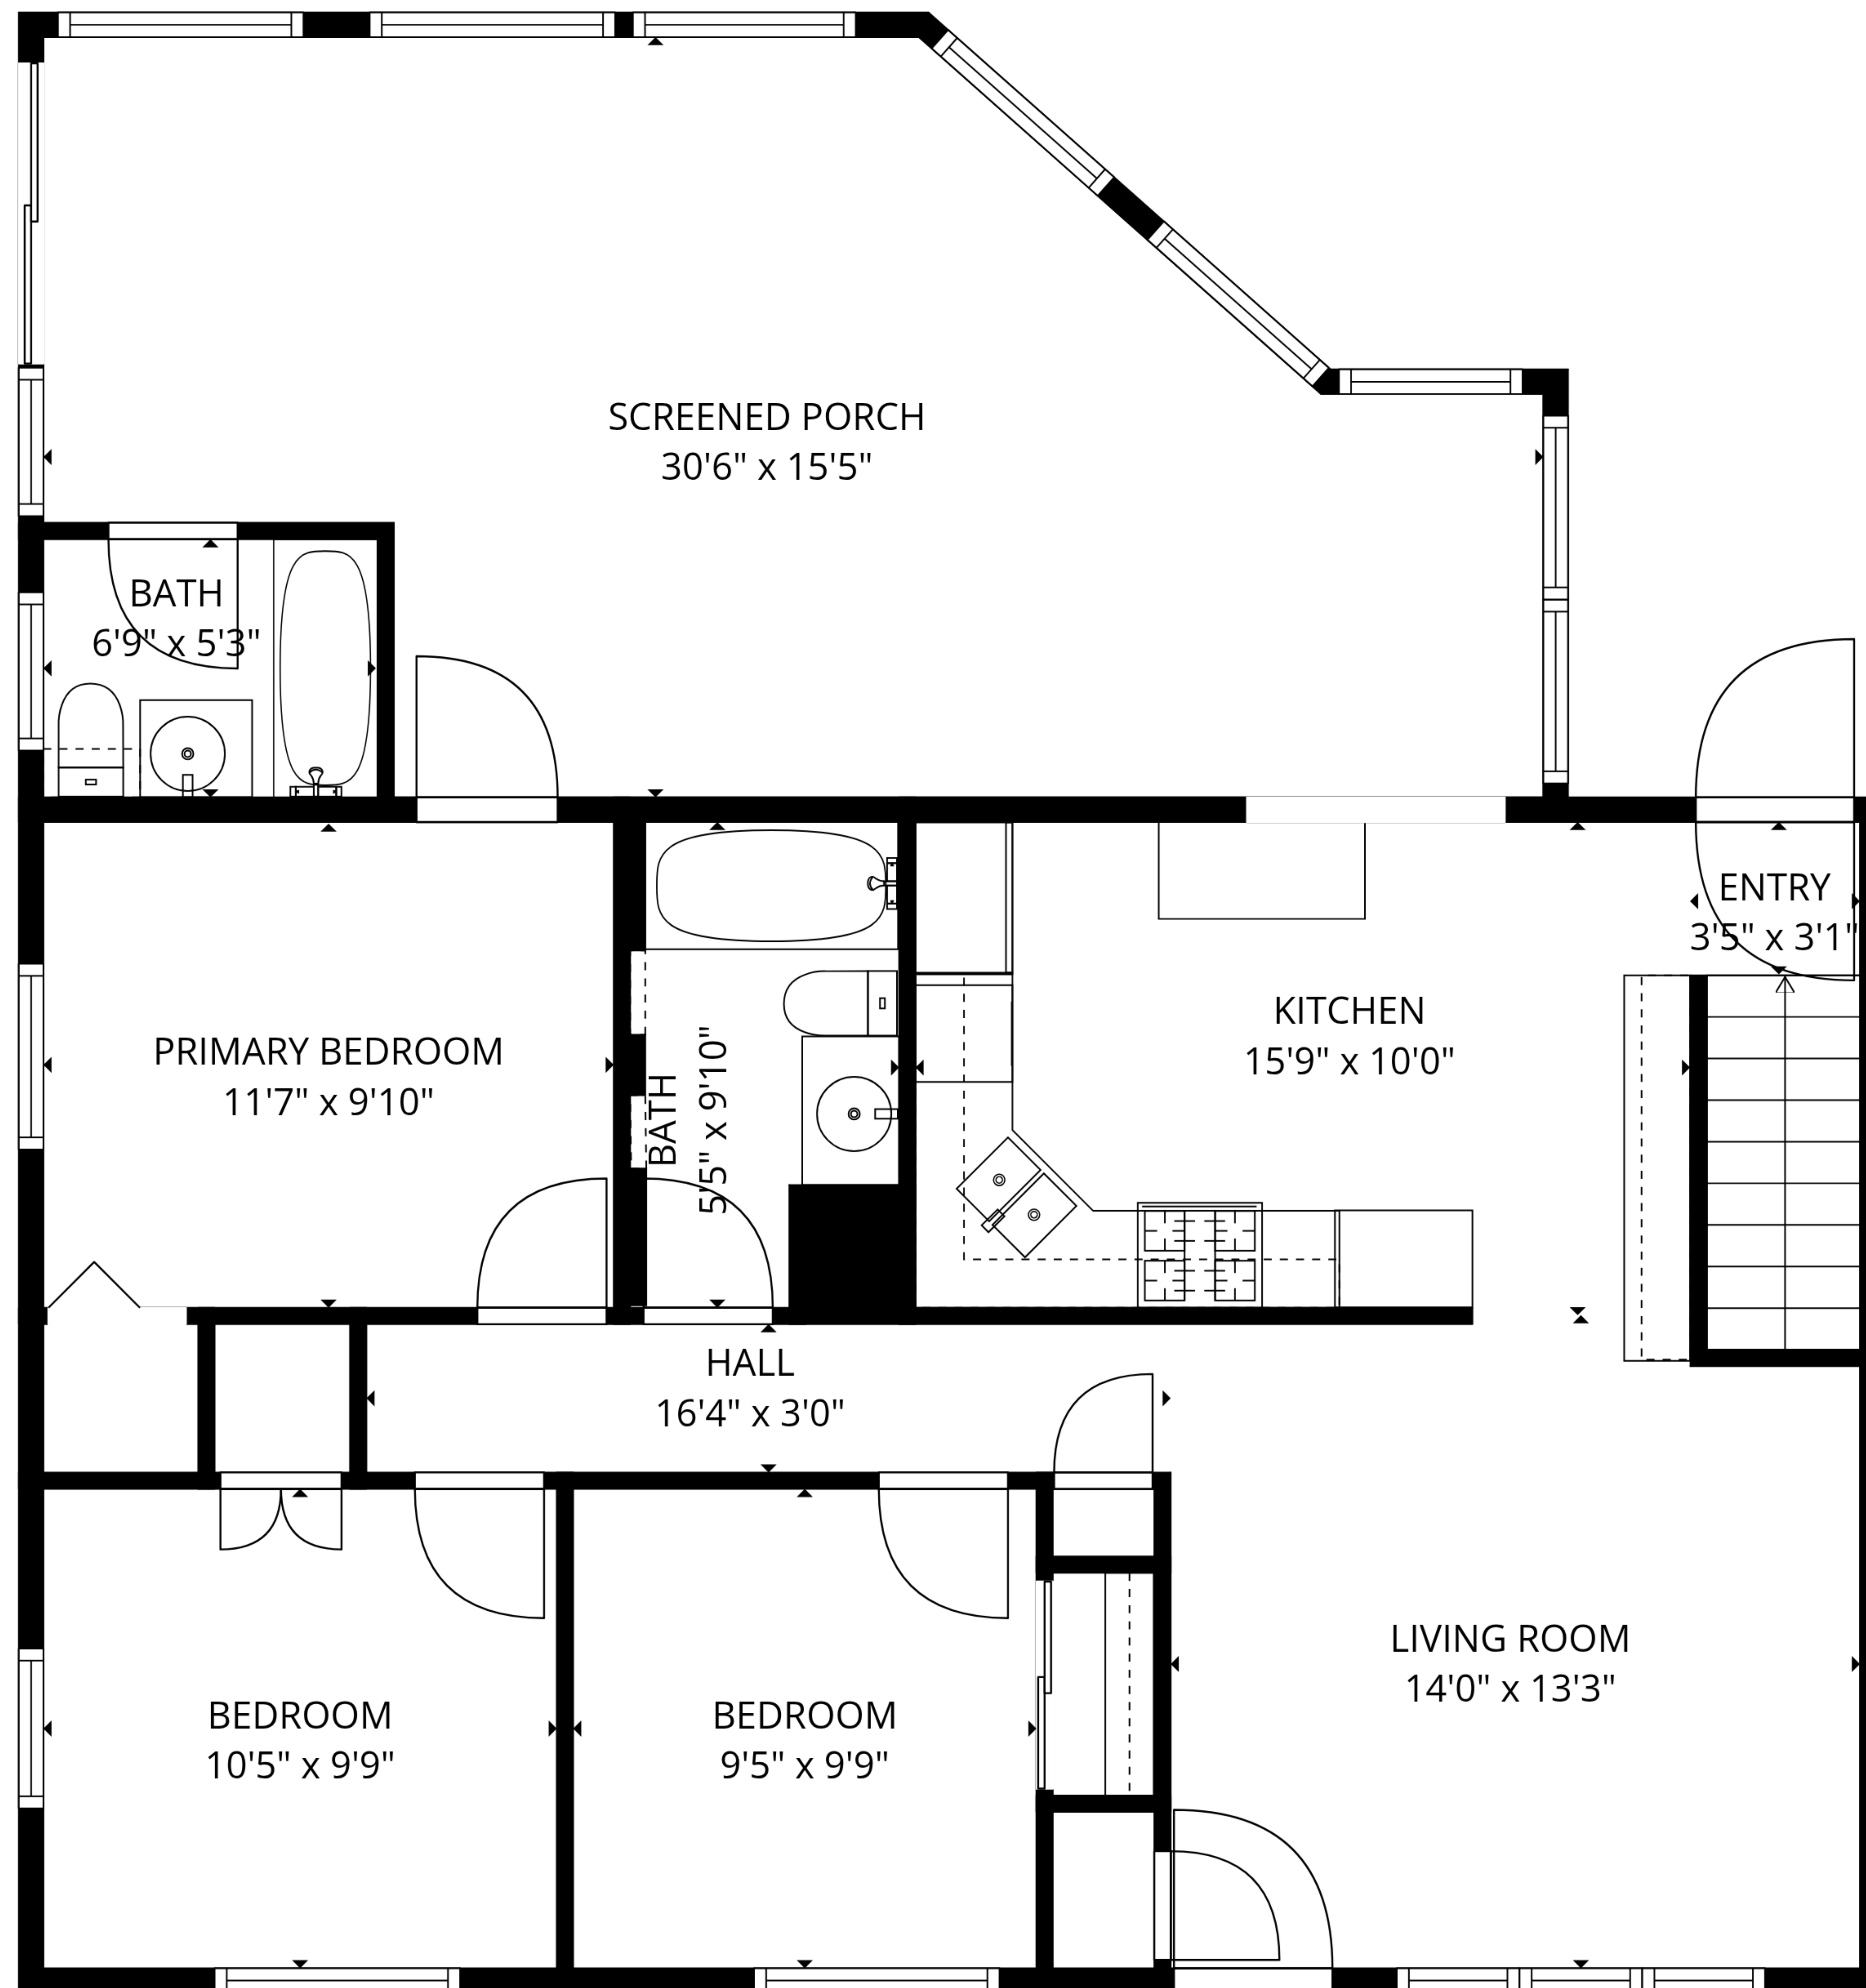 SCREENED PORCH
30'6" x 15'5"
BATH
6'9" x 5'3"
ENTRY
3'5" x 3'1"
KITCHEN
15'9" x 10'0"
PRIMARY BEDROOM
11'7" x 9'10"
BATH
5'5" x 9'10"
HALL
16'4" x 3'0"
LIVING ROOM
14'0" x 13'3"
BEDROOM
10'5" x 9'9"
BEDROOM
9'5" x 9'9"